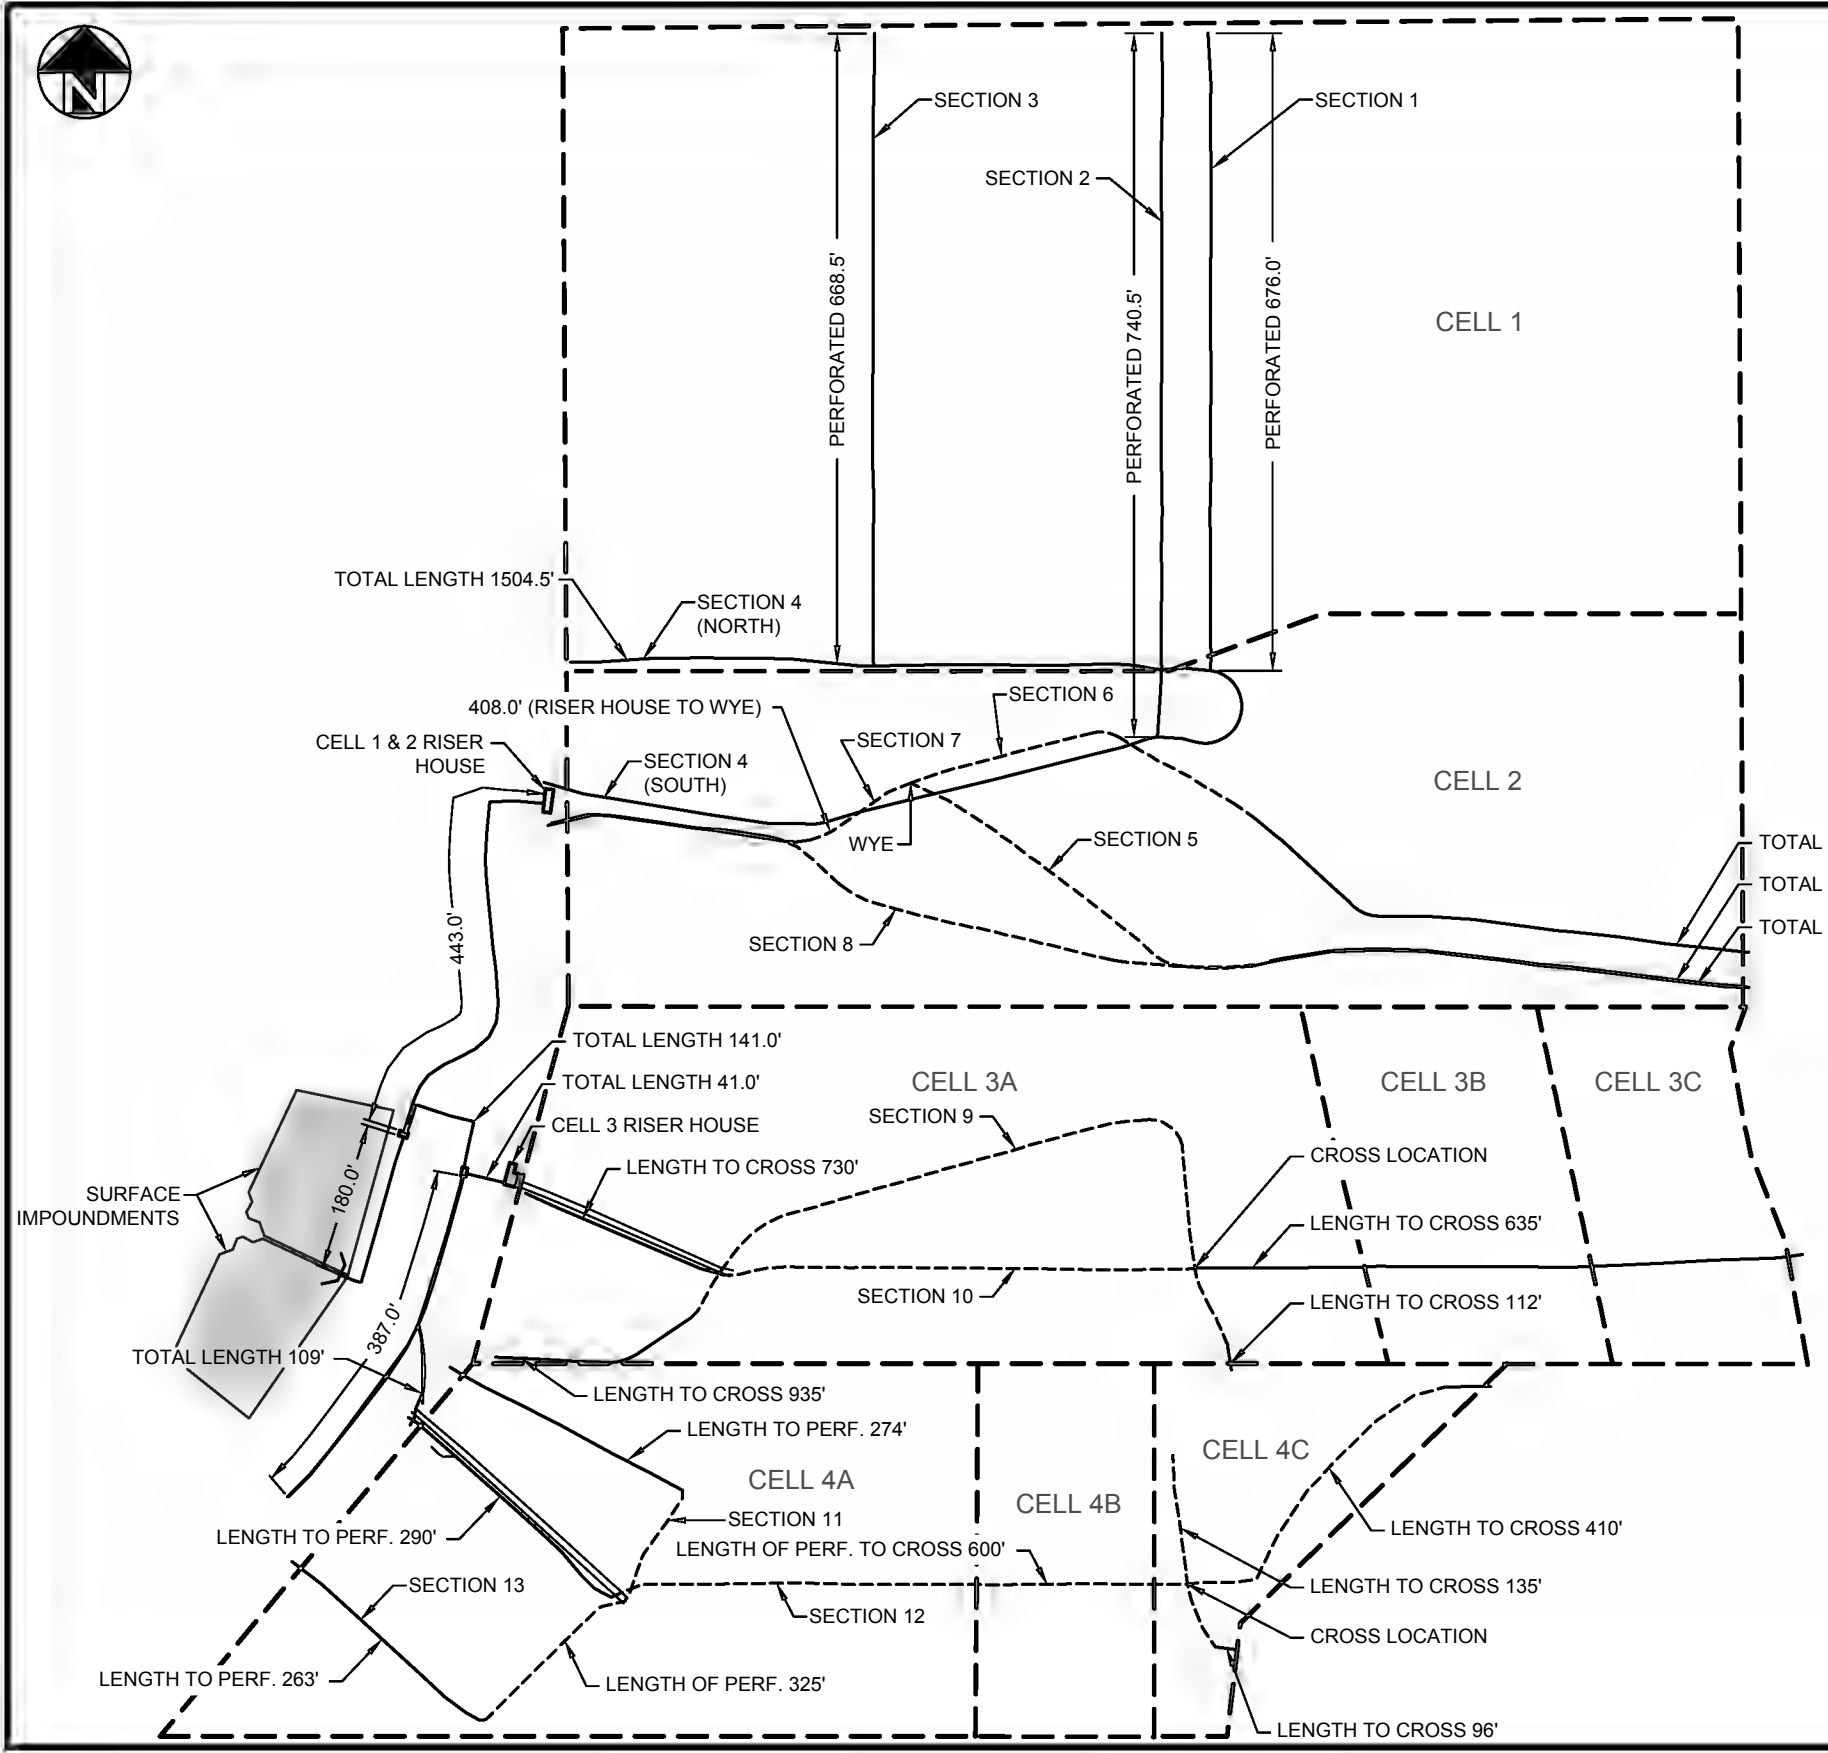 N
SECTION 3
SECTION 1
SECTION 2
PERFORATED 668.5'
PERFORATED 740.5'
PERFORATED 676.0'
CELL 1
TOTAL LENGTH 1504.5'
SECTION 4
(NORTH)
408.0' (RISER HOUSE TO WYE)
SECTION 6
CELL 1 & 2 RISER
HOUSE
SECTION 7
SECTION 4
(SOUTH)
CELL 2
WYE
SECTION 5
TOTAL
TOTAL
TOTAL
SECTION 8
443.0'
TOTAL LENGTH 141.0'
TOTAL LENGTH 41.0'
CELL 3A
CELL 3B
CELL 3C
SECTION 9
CELL 3 RISER HOUSE
CROSS LOCATION
LENGTH TO CROSS 730'
SURFACE
IMPOUNDMENTS
180.0'
LENGTH TO CROSS 635'
SECTION 10
LENGTH TO CROSS 112'
387.0'
TOTAL LENGTH 109'
LENGTH TO CROSS 935'
LENGTH TO PERF. 274'
CELL 4A
CELL 4B
CELL 4C
SECTION 11
LENGTH TO CROSS 410'
LENGTH TO PERF. 290'
LENGTH OF PERF. TO CROSS 600'
SECTION 13
SECTION 12
LENGTH TO CROSS 135'
CROSS LOCATION
LENGTH TO PERF. 263'
LENGTH OF PERF. 325'
LENGTH TO CROSS 96'